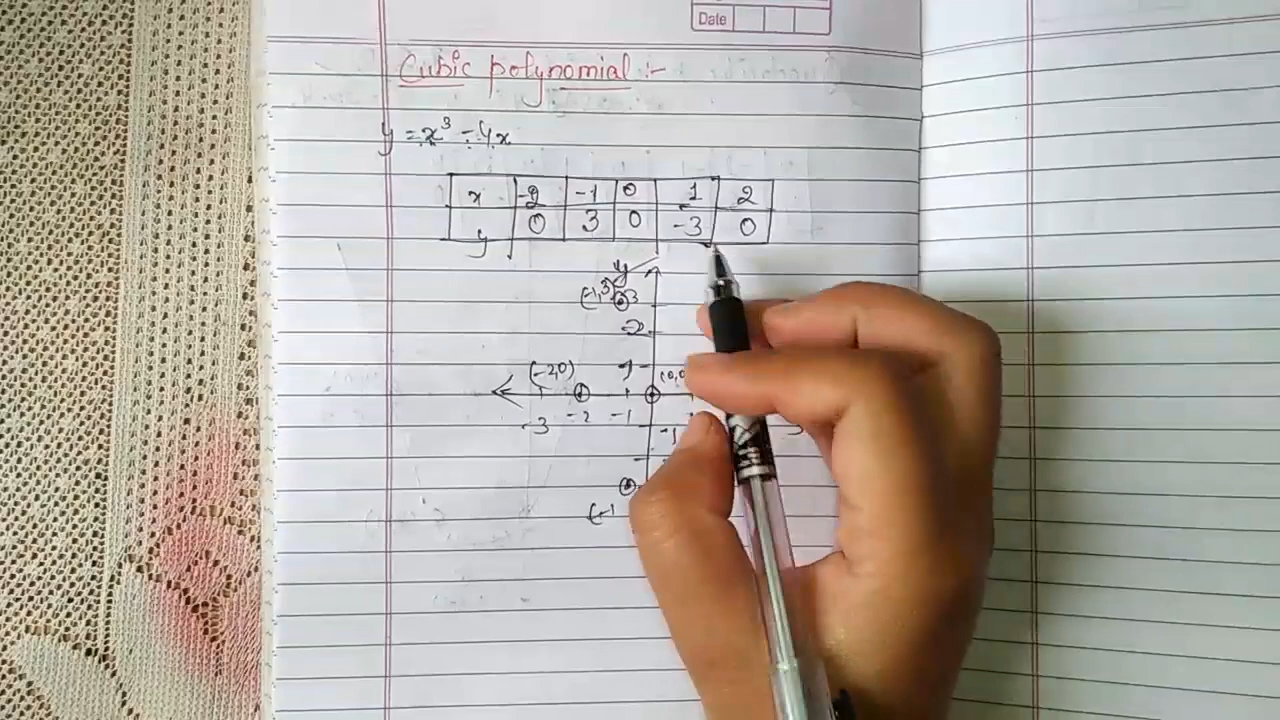 Date
Cubic polynomial :-
y = x³ - 4x
x -2 -1 0 1 2
y 0 3 0 -3 0
y
(-1,3) 3
2
(-2,0) 1 (0,0
-3 -2 -1
-1
(-1